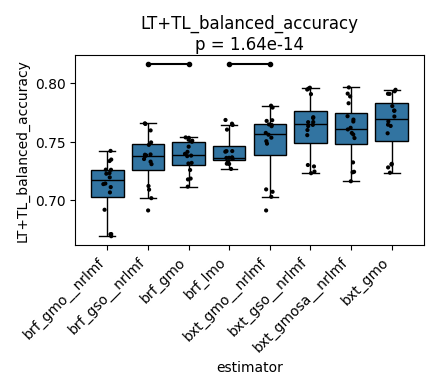 LT+TL_balanced_accuracy
p = 1.64e-14
LT+TL_balanced_accuracy
0.80
0.75
0.70
brf_gmo__nrlmf
brf_gso__nrlmf
brf_gmo
brf_lmo
bxt_gmo__nrlmf
bxt_gso__nrlmf
bxt_gmosa__nrlmf
bxt_gmo
estimator